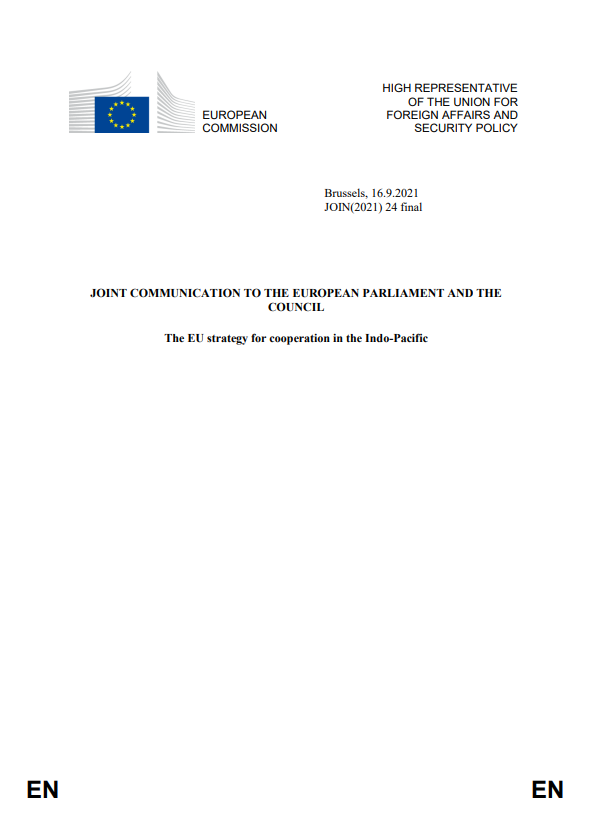 EUROPEAN
COMMISSION
HIGH REPRESENTATIVE
OF THE UNION FOR
FOREIGN AFFAIRS AND
SECURITY POLICY
Brussels, 16.9.2021
JOIN(2021) 24 final
JOINT COMMUNICATION TO THE EUROPEAN PARLIAMENT AND THE
COUNCIL
The EU strategy for cooperation in the Indo-Pacific
EN EN